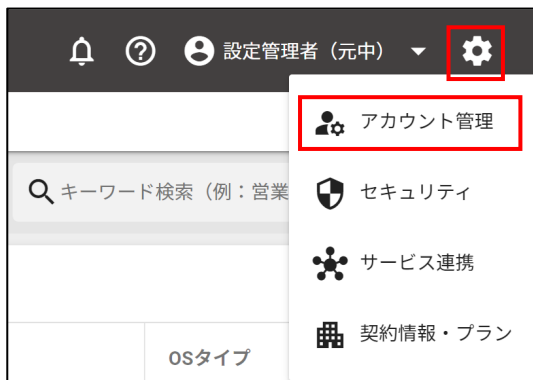 設定管理者（元中）
アカウント管理
キーワード検索（例：営業
セキュリティ
サービス連携
契約情報・プラン
OSタイプ